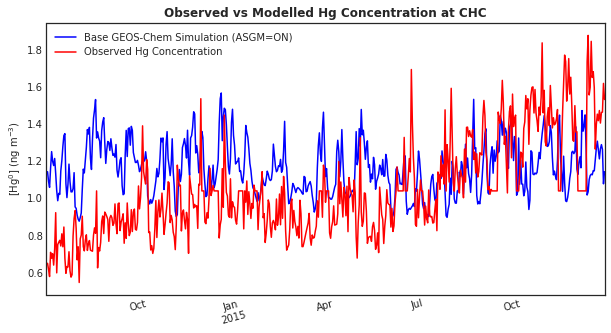 Observed vs Modelled Hg Concentration at CHC
Base GEOS-Chem Simulation (ASGM=ON)
Observed Hg Concentration
[Hg⁰] (ng m⁻³)
1.8
1.6
1.4
1.2
1.0
0.8
0.6
Oct
Jan
2015
Apr
Jul
Oct